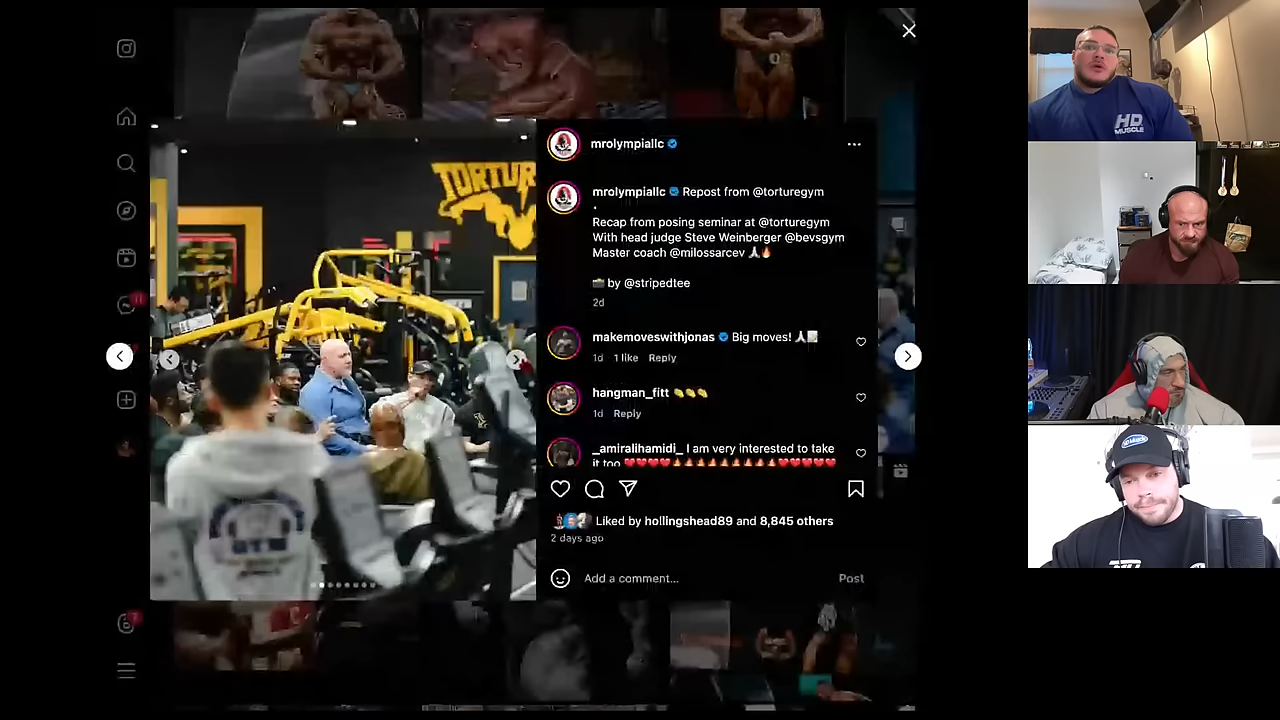 mrolympiallc
mrolympiallc Repost from @torturegym
.
Recap from posing seminar at @torturegym
With head judge Steve Weinberger @bevsgym
Master coach @milossarcev 🙏🔥
📷 by @stripedtee
2d
makemoveswithjonas Big moves!
1d 1 like Reply
hangman_fitt 👏👏👏
1d Reply
_amiralihamidi_ I am very interested to take
it too ❤️❤️❤️❤️🔥🔥🔥🔥🔥🔥🔥🔥❤️❤️❤️❤️❤️
Liked by hollingshead89 and 8,845 others
2 days ago
Add a comment...
Post
TORTUR
GYM
HD
MUSCLE